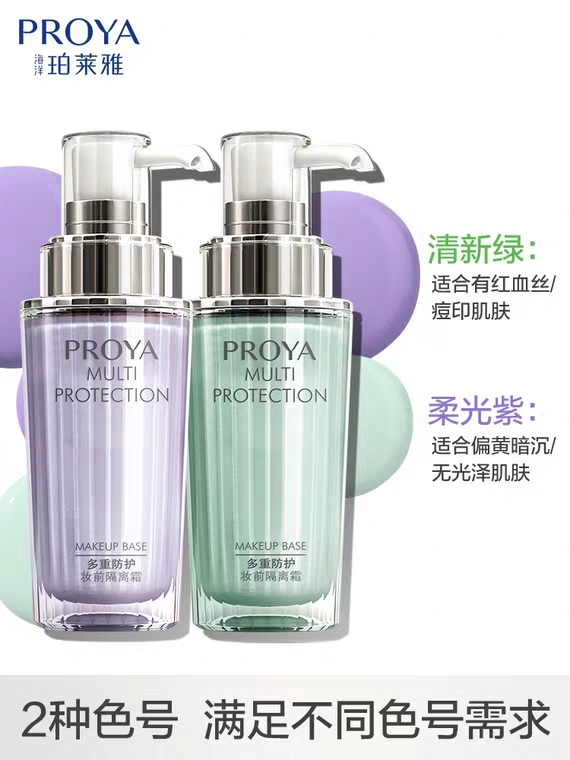 PROYA
海洋 珀莱雅
PROYA
MULTI
PROTECTION
MAKEUP BASE
多重防护
妆前隔离霜
PROYA
MULTI
PROTECTION
MAKEUP BASE
多重防护
妆前隔离霜
清新绿：
适合有红血丝/
痘印肌肤
柔光紫：
适合偏黄暗沉/
无光泽肌肤
2种色号 满足不同色号需求